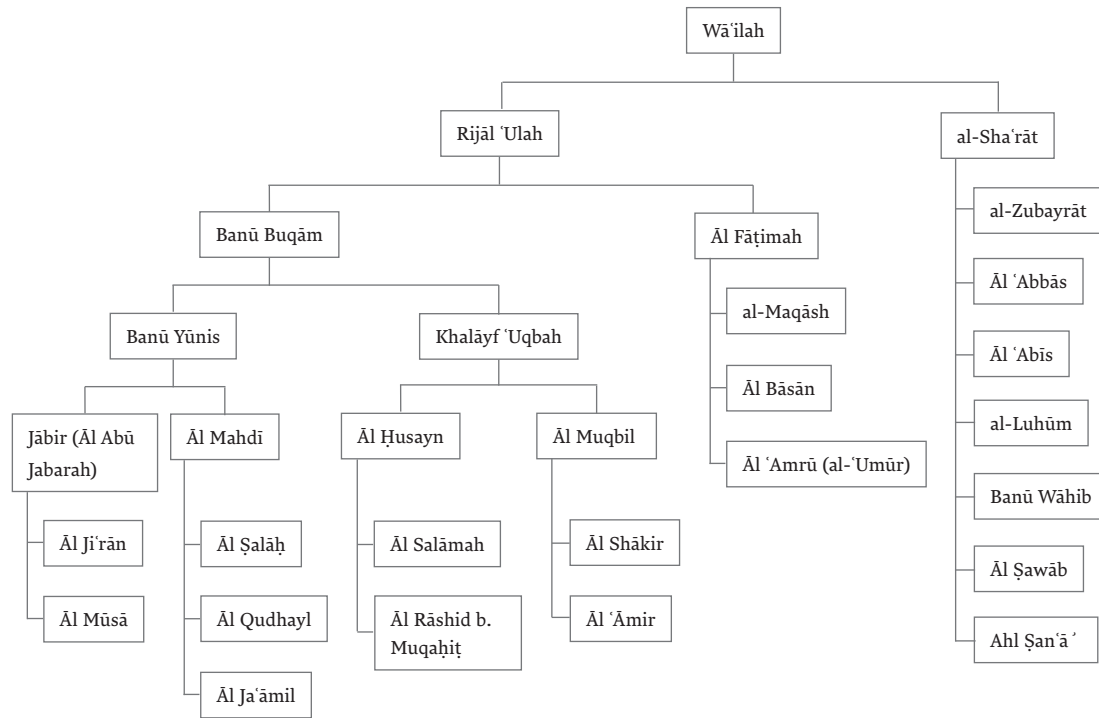 Wāʿilah
Rijāl ʿUlah
al-Shaʿrāt
Banū Buqām
Āl Fāṭimah
Banū Yūnis
Khalāyf ʿUqbah
Jābir (Āl Abū
Jabarah)
Āl Jiʿrān
Āl Mūsā
Āl Mahdī
Āl Ṣalāḥ
Āl Qudhayl
Āl Jaʿāmil
Āl Ḥusayn
Āl Salāmah
Āl Rāshid b.
Muqaḥiṭ
Āl Muqbil
Āl Shākir
Āl ʿĀmir
al-Maqāsh
Āl Bāsān
Āl ʿAmrū (al-ʿUmūr)
al-Zubayrāt
Āl ʿAbbās
Āl ʿAbīs
al-Luhūm
Banū Wāhib
Āl Ṣawāb
Ahl Ṣanʿāʾ